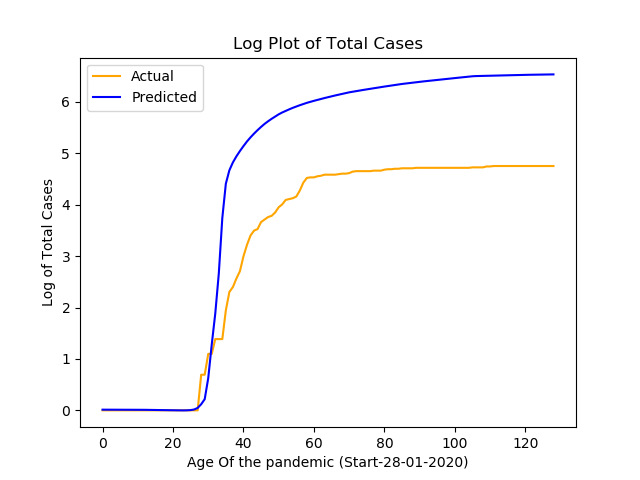 Log Plot of Total Cases
Actual
Predicted
Log of Total Cases
6
5
4
3
2
1
0
0 20 40 60 80 100 120
Age Of the pandemic (Start-28-01-2020)